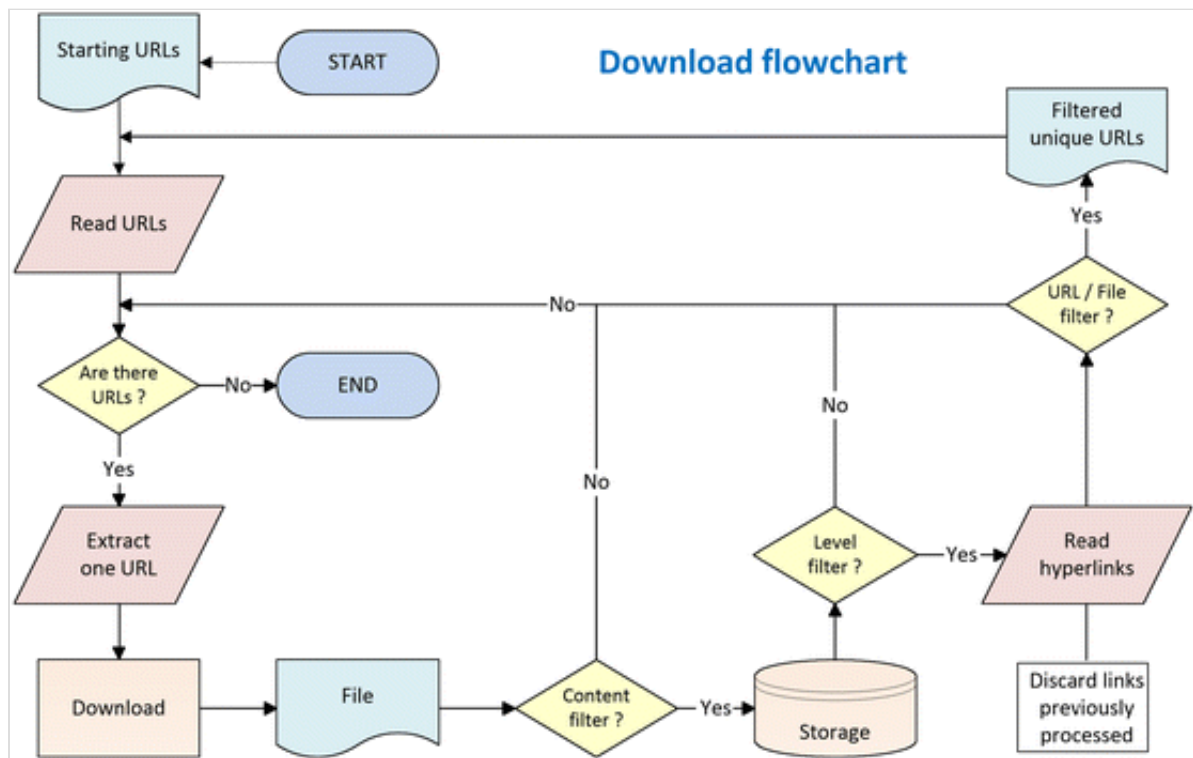 Starting URLs
START
Download flowchart
Filtered
unique URLs
Read URLs
Yes
No
URL / File
filter ?
Are there
URLs ?
No
END
No
Yes
No
Extract
one URL
Level
filter ?
Yes
Read
hyperlinks
Download
File
Content
filter ?
Yes
Storage
Discard links
previously
processed